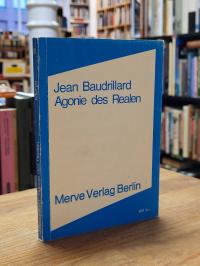 Jean Baudrillard
Agonie des Realen
Merve Verlag Berlin